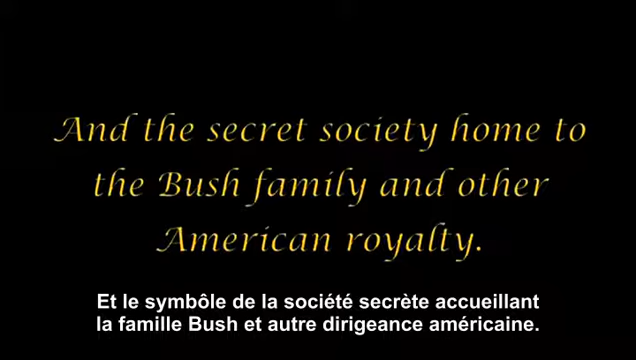 And the secret society home to
the Bush family and other
American royalty.
Et le symbôle de la société secrète accueillant
la famille Bush et autre dirigeance américaine.